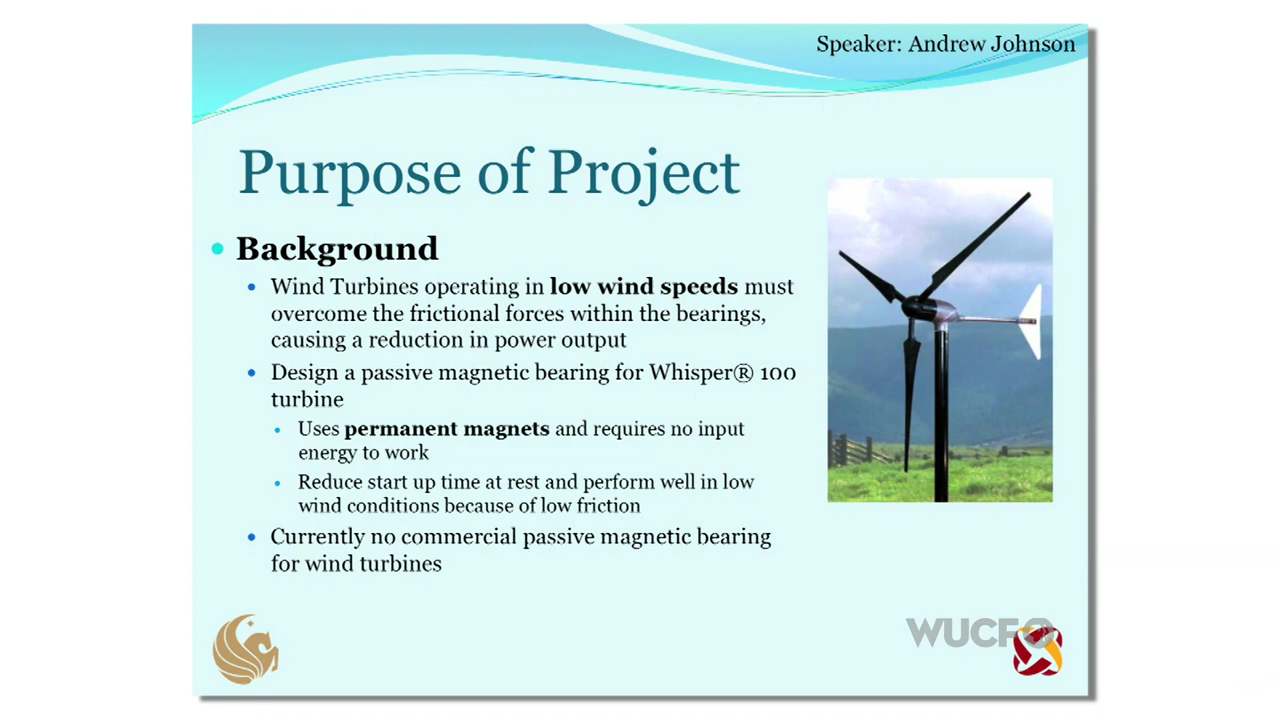 Speaker: Andrew Johnson
Purpose of Project
Background
Wind Turbines operating in low wind speeds must
overcome the frictional forces within the bearings,
causing a reduction in power output
Design a passive magnetic bearing for Whisper® 100
turbine
Uses permanent magnets and requires no input
energy to work
Reduce start up time at rest and perform well in low
wind conditions because of low friction
Currently no commercial passive magnetic bearing
for wind turbines
WUCF